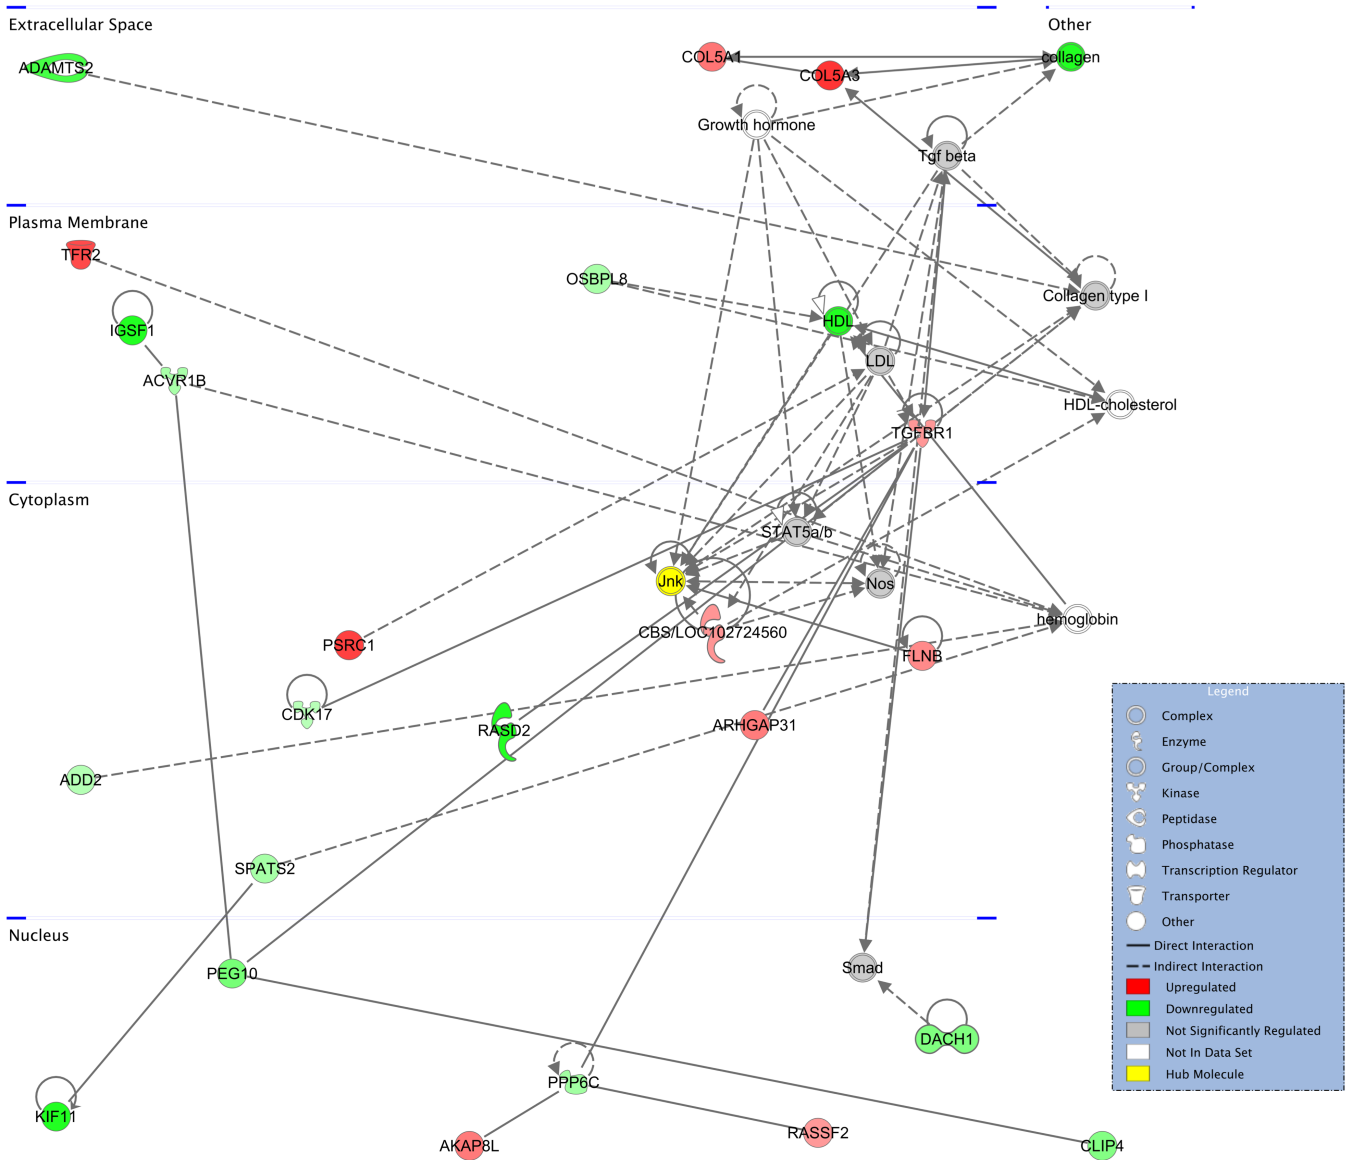 Extracellular Space
Other
ADAMTS2
COL5A1
COL5A3
collagen
Growth hormone
Tgf beta
Plasma Membrane
TFR2
OSBPL8
Collagen type I
IGSF1
HDL
LDL
ACVR1B
HDL-cholesterol
TGFBR1
Cytoplasm
STAT5a/b
Jnk
Nos
hemoglobin
CBS/LOC102724560
PSRC1
FLNB
CDK17
RASD2
ARHGAP31
ADD2
SPATS2
Legend
Complex
Enzyme
Group/Complex
Kinase
Peptidase
Phosphatase
Transcription Regulator
Transporter
Other
Direct Interaction
Indirect Interaction
Upregulated
Downregulated
Not Significantly Regulated
Not In Data Set
Hub Molecule
Nucleus
PEG10
Smad
DACH1
PPP6C
KIF11
AKAP8L
RASSF2
CLIP4